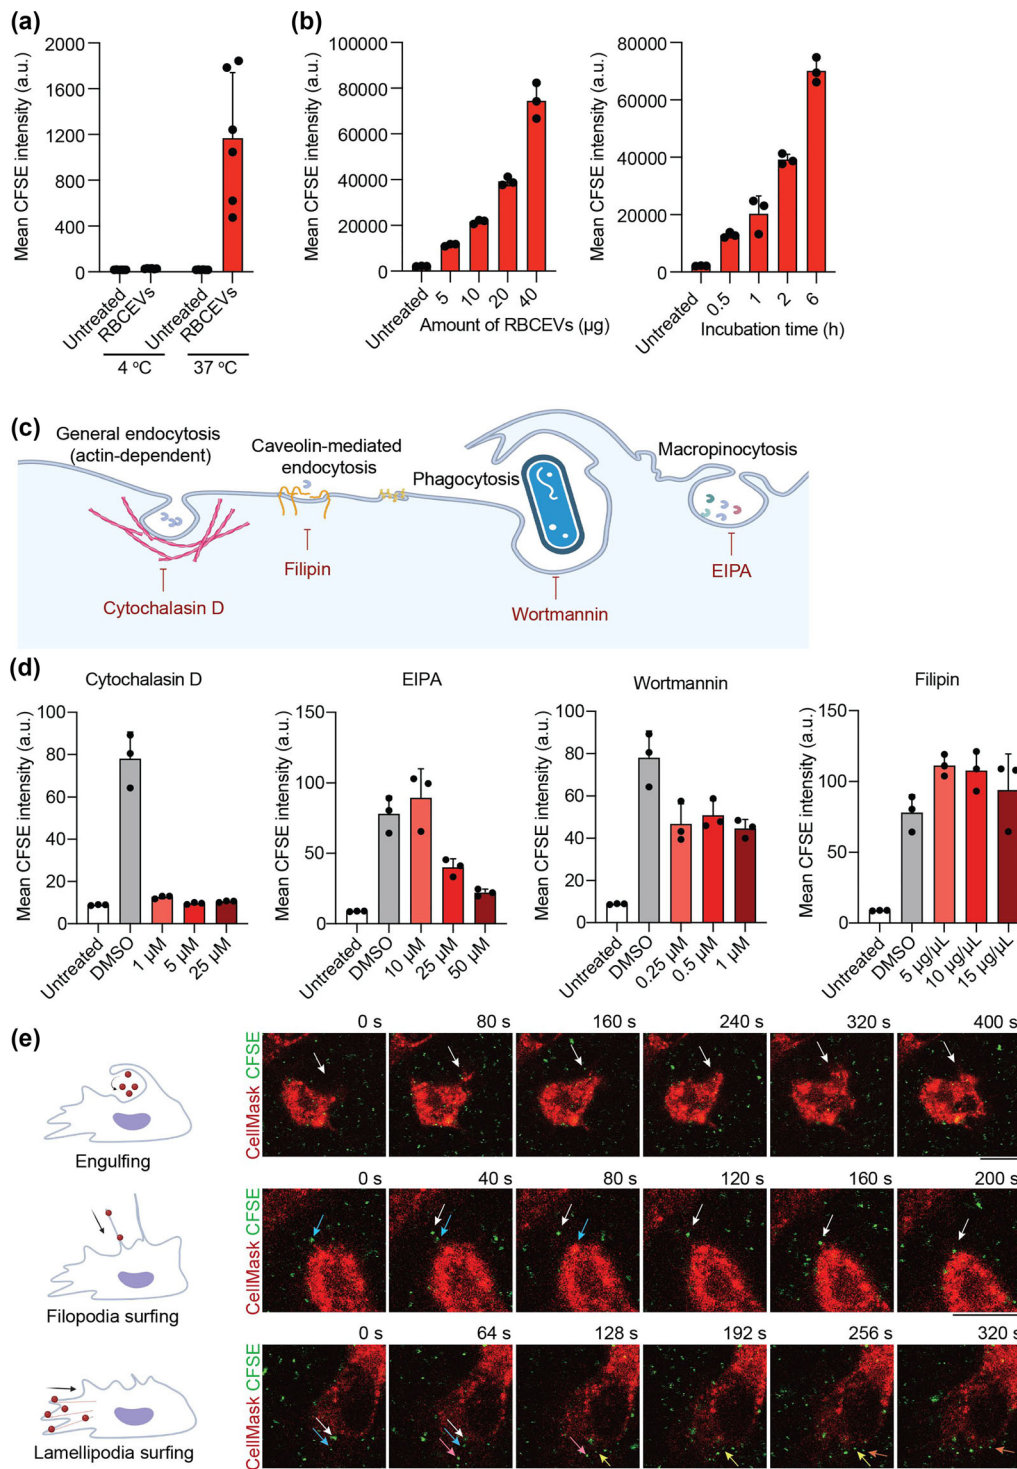 (a)
Mean CFSE intensity (a.u.)
2000
1600
1200
800
400
0
Untreated
RBCEVs
Untreated
RBCEVs
4 °C
37 °C
(b)
Mean CFSE intensity (a.u.)
100000
80000
60000
40000
20000
0
Untreated
5
10
20
40
Amount of RBCEVs (µg)
Mean CFSE intensity (a.u.)
80000
60000
40000
20000
0
Untreated
0.5
1
2
6
Incubation time (h)
(c)
General endocytosis
(actin-dependent)
Caveolin-mediated
endocytosis
Phagocytosis
Macropinocytosis
Cytochalasin D
Filipin
Wortmannin
EIPA
(d)
Cytochalasin D
Mean CFSE intensity (a.u.)
100
80
60
40
20
0
Untreated
DMSO
1 µM
5 µM
25 µM
EIPA
Mean CFSE intensity (a.u.)
150
100
50
0
Untreated
DMSO
10 µM
25 µM
50 µM
Wortmannin
Mean CFSE intensity (a.u.)
100
80
60
40
20
0
Untreated
DMSO
0.25 µM
0.5 µM
1 µM
Filipin
Mean CFSE intensity (a.u.)
150
100
50
0
Untreated
DMSO
5 µg/µL
10 µg/µL
15 µg/µL
(e)
Engulfing
CellMask CFSE
0 s
80 s
160 s
240 s
320 s
400 s
Filopodia surfing
CellMask CFSE
0 s
40 s
80 s
120 s
160 s
200 s
Lamellipodia surfing
CellMask CFSE
0 s
64 s
128 s
192 s
256 s
320 s